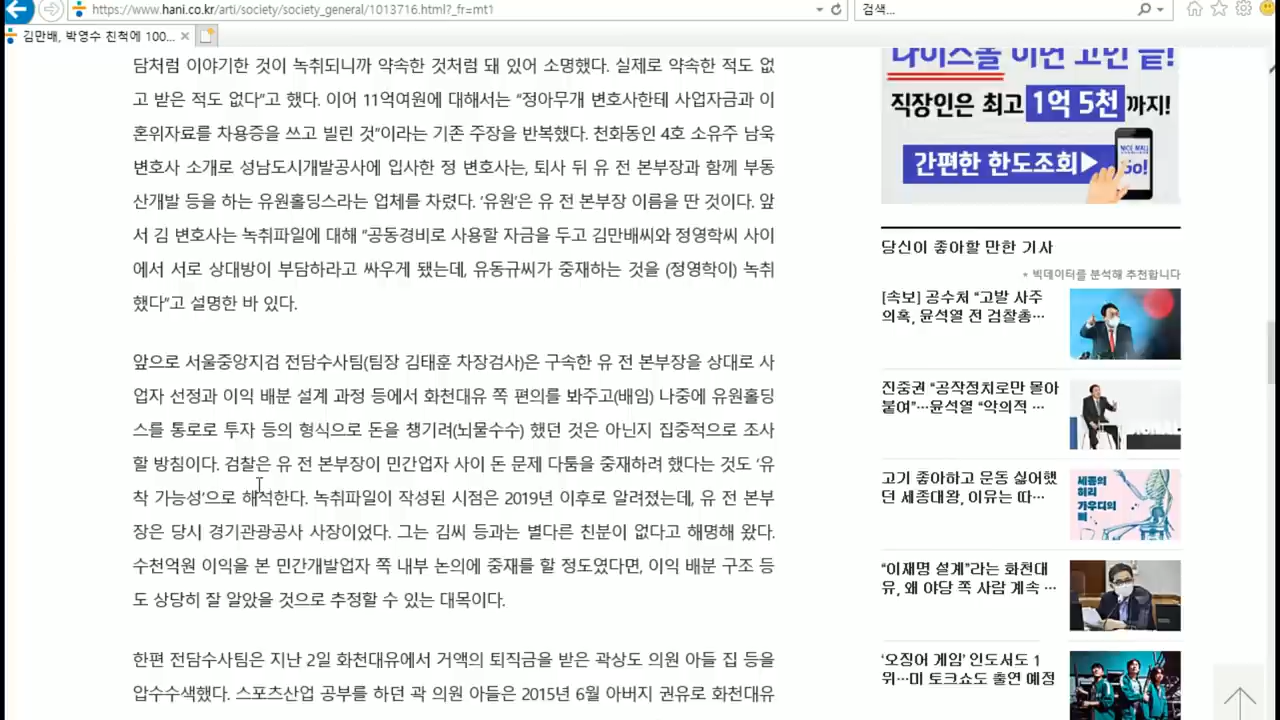 https://www.hani.co.kr/arti/society/society_general/1013716.html?_fr=mt1
검색...
김만배, 박영수 친척에 100...
담처럼 이야기한 것이 녹취되니까 약속한 것처럼 돼 있어 소명했다. 실제로 약속한 적도 없
고 받은 적도 없다”고 했다. 이어 11억여원에 대해서는 “정아무개 변호사한테 사업자금과 이
혼위자료를 차용증을 쓰고 빌린 것”이라는 기존 주장을 반복했다. 천화동인 4호 소유주 남욱
변호사 소개로 성남도시개발공사에 입사한 정 변호사는, 퇴사 뒤 유 전 본부장과 함께 부동
산개발 등을 하는 유원홀딩스라는 업체를 차렸다. ‘유원’은 유 전 본부장 이름을 딴 것이다. 앞
서 김 변호사는 녹취파일에 대해 “공동경비로 사용할 자금을 두고 김만배씨와 정영학씨 사이
에서 서로 상대방이 부담하라고 싸우게 됐는데, 유동규씨가 중재하는 것을 (정영학이) 녹취
했다”고 설명한 바 있다.
앞으로 서울중앙지검 전담수사팀(팀장 김태훈 차장검사)은 구속한 유 전 본부장을 상대로 사
업자 선정과 이익 배분 설계 과정 등에서 화천대유 쪽 편의를 봐주고(배임) 나중에 유원홀딩
스를 통로로 투자 등의 형식으로 돈을 챙기려(뇌물수수) 했던 것은 아닌지 집중적으로 조사
할 방침이다. 검찰은 유 전 본부장이 민간업자 사이 돈 문제 다툼을 중재하려 했다는 것도 ‘유
착 가능성’으로 해석한다. 녹취파일이 작성된 시점은 2019년 이후로 알려졌는데, 유 전 본부
장은 당시 경기관광공사 사장이었다. 그는 김씨 등과는 별다른 친분이 없다고 해명해 왔다.
수천억원 이익을 본 민간개발업자 쪽 내부 논의에 중재를 할 정도였다면, 이익 배분 구조 등
도 상당히 잘 알았을 것으로 추정할 수 있는 대목이다.
한편 전담수사팀은 지난 2일 화천대유에서 거액의 퇴직금을 받은 곽상도 의원 아들 집 등을
압수수색했다. 스포츠산업 공부를 하던 곽 의원 아들은 2015년 6월 아버지 권유로 화천대유
나이스몰 이면 고민 끝!
직장인은 최고 1억 5천까지!
간편한 한도조회▶
NICE MALL
Go!
당신이 좋아할 만한 기사
* 빅데이터를 분석해 추천합니다
[속보] 공수처 “고발 사주
의혹, 윤석열 전 검찰총…
진중권 “공작정치로만 몰아
붙여”…윤석열 “악의적 …
고기 좋아하고 운동 싫어했
던 세종대왕, 이유는 따…
세종의
허리
가우디의
뼈
“이재명 설계”라는 화천대
유, 왜 야당 쪽 사람 계속 …
‘오징어 게임’ 인도서도 1
위…미 토크쇼도 출연 예정